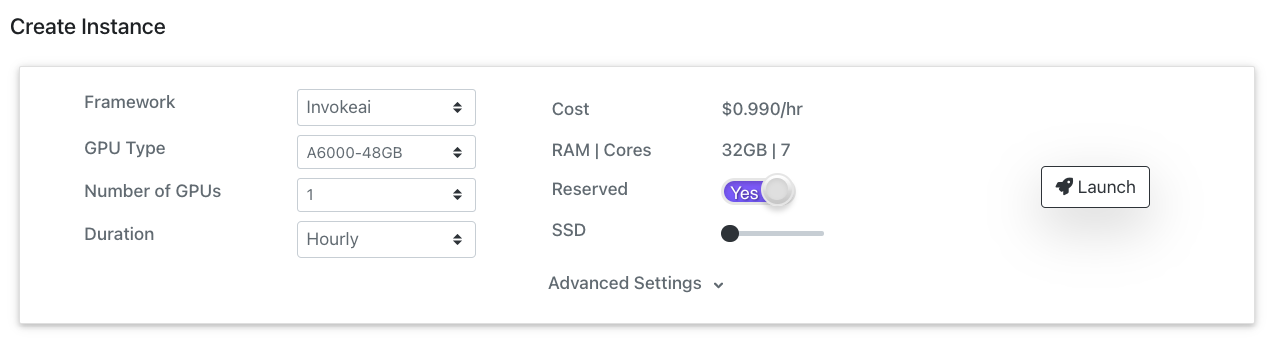 Create Instance
Framework
Invokeai
GPU Type
A6000-48GB
Number of GPUs
1
Duration
Hourly
Cost
$0.990/hr
RAM | Cores
32GB | 7
Reserved
Yes
SSD
Advanced Settings
Launch